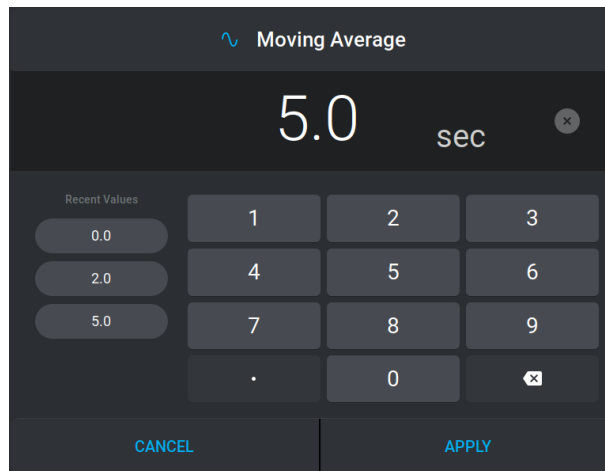 Moving Average
5.0 sec
Recent Values
0.0
2.0
5.0
1 2 3
4 5 6
7 8 9
. 0
CANCEL APPLY